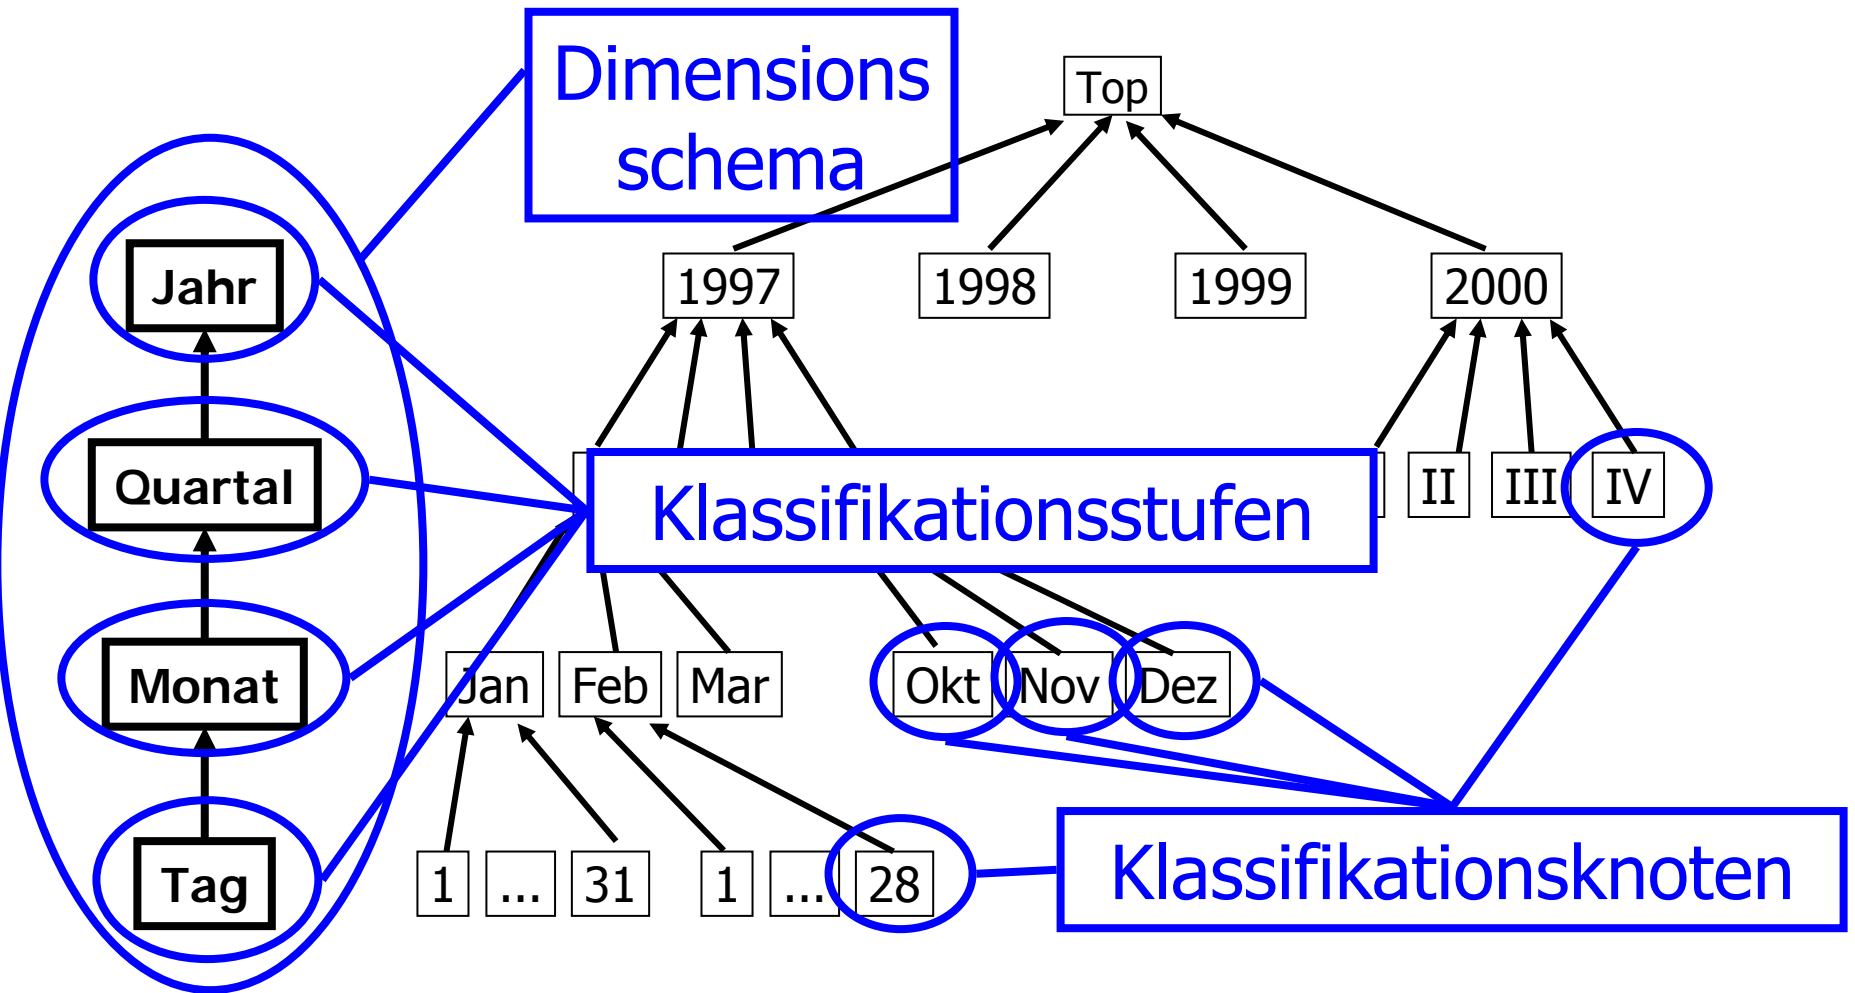 Dimensions
schema
Top
Jahr
1997
1998
1999
2000
Quartal
Klassifikationsstufen
II
III
IV
Monat
Jan
Feb
Mar
Okt
Nov
Dez
Tag
1
...
31
1
...
28
Klassifikationsknoten